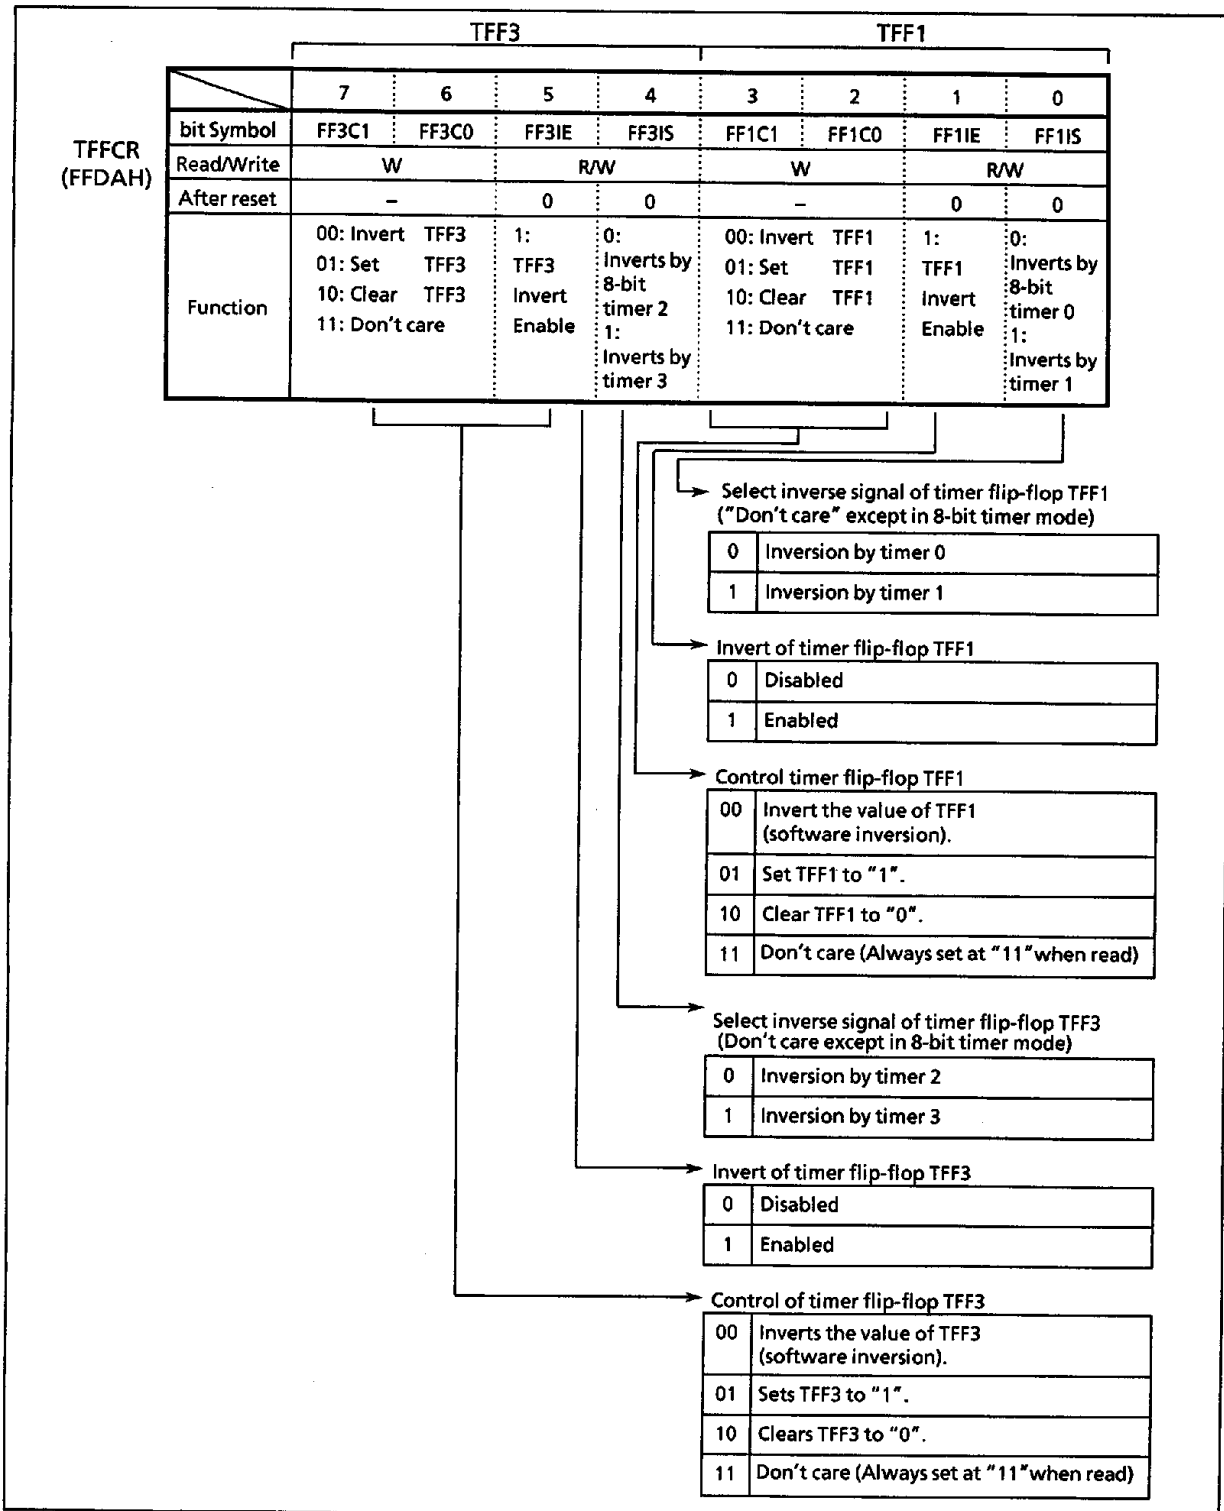 TFF3 TFF1
7 6 5 4 3 2 1 0
bit Symbol FF3C1 FF3C0 FF3IE FF3IS FF1C1 FF1C0 FF1IE FF1IS
TFFCR
(FFDAH)
Read/Write W R/W W R/W
After reset – 0 0 – 0 0
Function
00: Invert TFF3
01: Set TFF3
10: Clear TFF3
11: Don't care
1:
TFF3
Invert
Enable
0:
Inverts by
8-bit
timer 2
1:
Inverts by
timer 3
00: Invert TFF1
01: Set TFF1
10: Clear TFF1
11: Don't care
1:
TFF1
Invert
Enable
0:
Inverts by
8-bit
timer 0
1:
Inverts by
timer 1
Select inverse signal of timer flip-flop TFF1
("Don't care" except in 8-bit timer mode)
0 Inversion by timer 0
1 Inversion by timer 1
Invert of timer flip-flop TFF1
0 Disabled
1 Enabled
Control timer flip-flop TFF1
00 Invert the value of TFF1
(software inversion).
01 Set TFF1 to "1".
10 Clear TFF1 to "0".
11 Don't care (Always set at "11" when read)
Select inverse signal of timer flip-flop TFF3
(Don't care except in 8-bit timer mode)
0 Inversion by timer 2
1 Inversion by timer 3
Invert of timer flip-flop TFF3
0 Disabled
1 Enabled
Control of timer flip-flop TFF3
00 Inverts the value of TFF3
(software inversion).
01 Sets TFF3 to "1".
10 Clears TFF3 to "0".
11 Don't care (Always set at "11" when read)